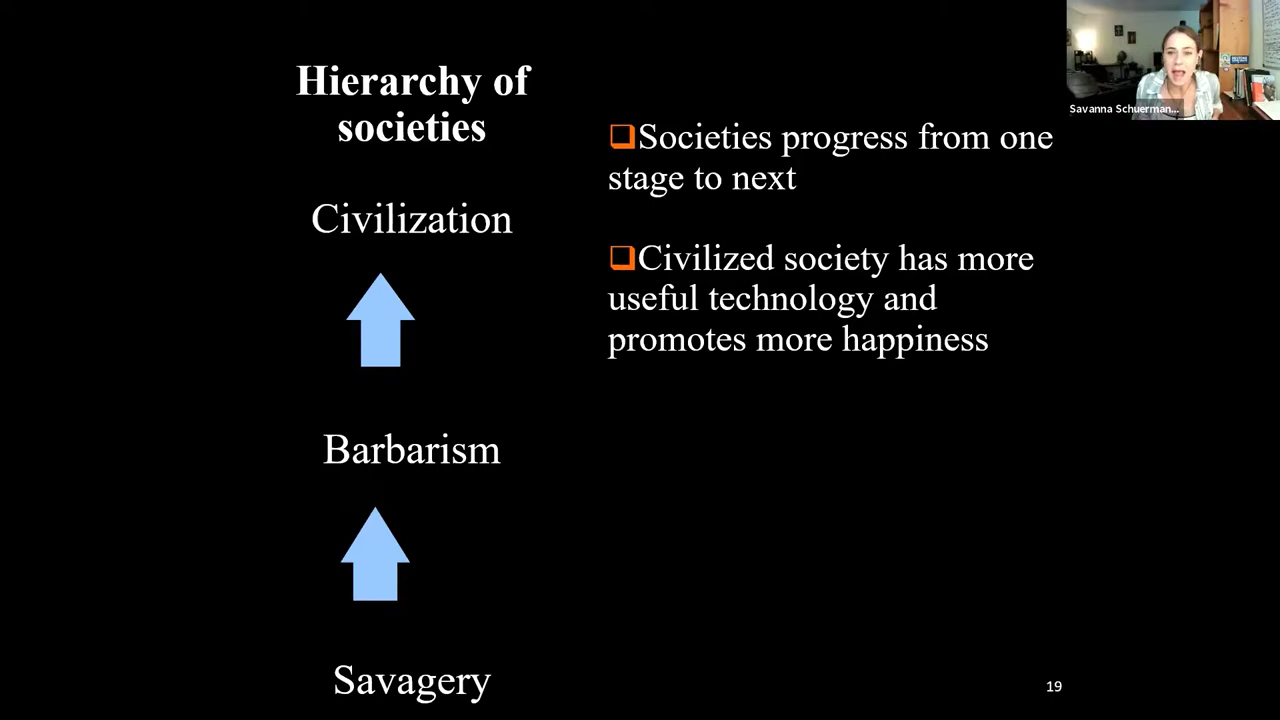 Hierarchy of
societies
Civilization
Barbarism
Savagery
Societies progress from one
stage to next
Civilized society has more
useful technology and
promotes more happiness
Savanna Schuerman...
19